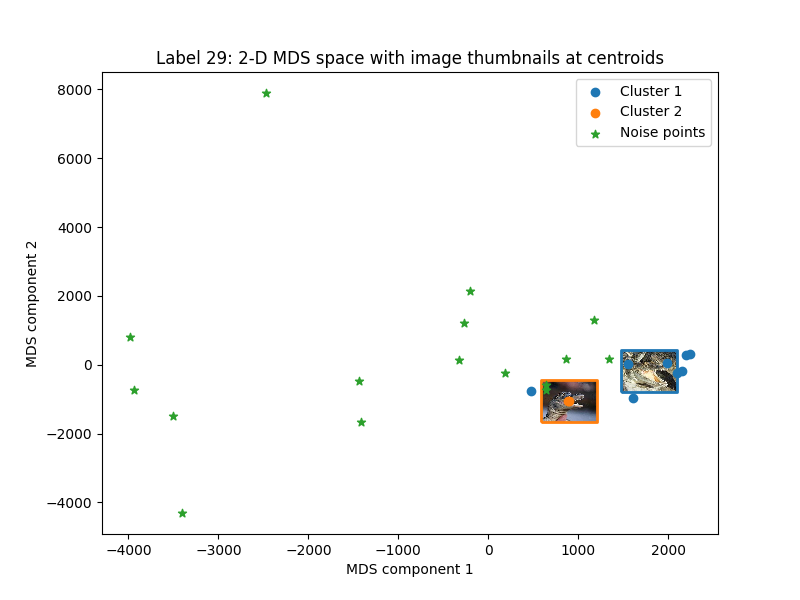 Label 29: 2-D MDS space with image thumbnails at centroids
Cluster 1
Cluster 2
Noise points
8000
6000
4000
2000
0
−2000
−4000
MDS component 2
−4000
−3000
−2000
−1000
0
1000
2000
MDS component 1